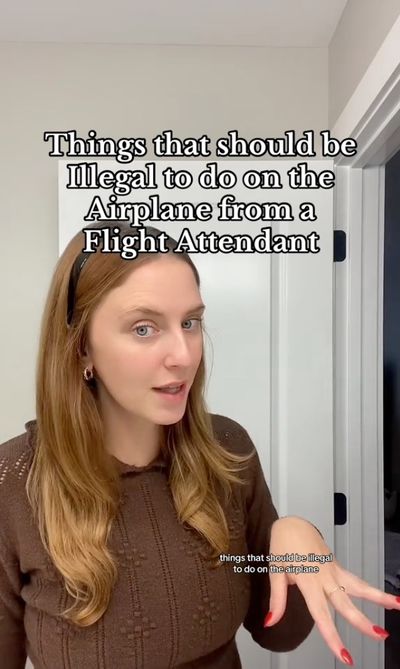 Things that should be
Illegal to do on the
Airplane from a
Flight Attendant
things that should be illegal
to do on the airplane